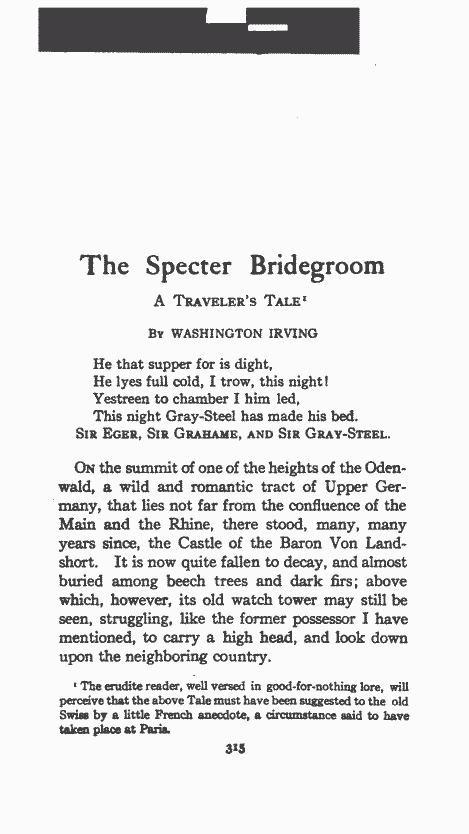 The Specter Bridegroom
A TRAVELER'S TALE¹
BY WASHINGTON IRVING
He that supper for is dight,
He lyes full cold, I trow, this night!
Yestreen to chamber I him led,
This night Gray-Steel has made his bed.
SIR EGER, SIR GRAHAME, AND SIR GRAY-STEEL.
ON the summit of one of the heights of the Oden-
wald, a wild and romantic tract of Upper Ger-
many, that lies not far from the confluence of the
Main and the Rhine, there stood, many, many
years since, the Castle of the Baron Von Land-
short. It is now quite fallen to decay, and almost
buried among beech trees and dark firs; above
which, however, its old watch tower may still be
seen, struggling, like the former possessor I have
mentioned, to carry a high head, and look down
upon the neighboring country.
¹ The erudite reader, well versed in good-for-nothing lore, will
perceive that the above Tale must have been suggested to the old
Swiss by a little French anecdote, a circumstance said to have
taken place at Paris.
315